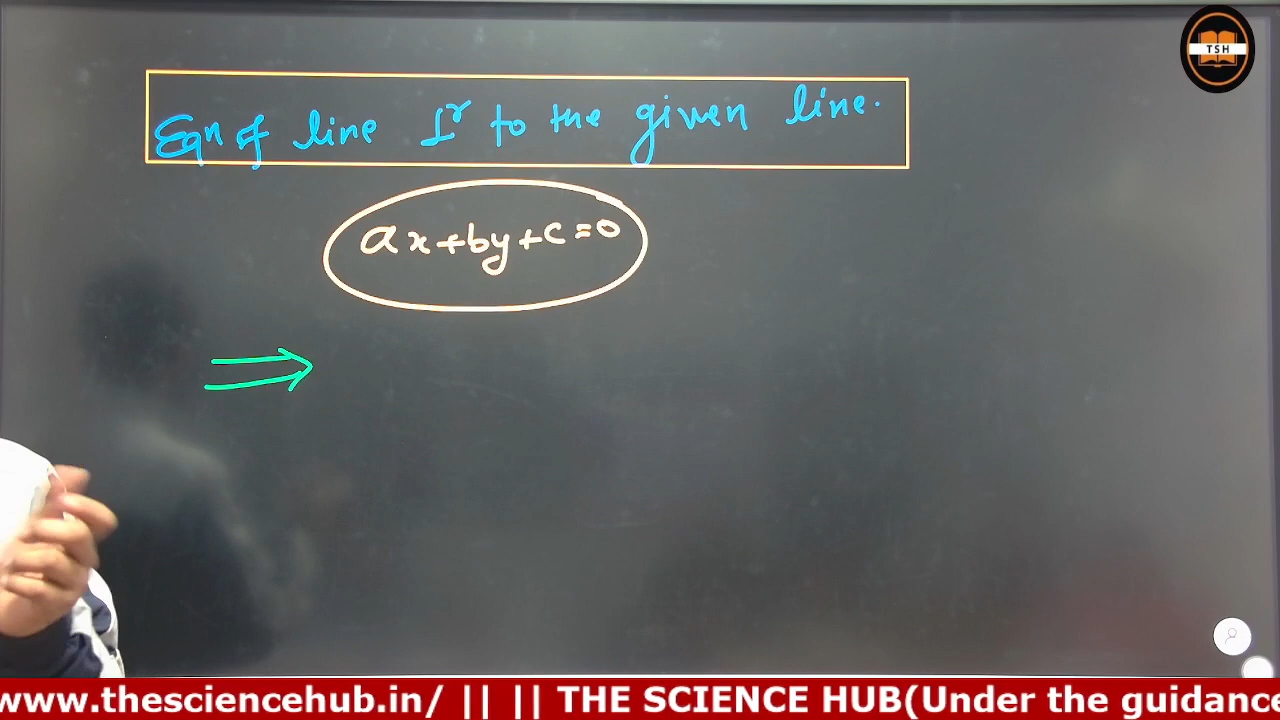 TSH
Eqn of line ⊥r to the given line.
ax+by+c=0
www.thesciencehub.in/ || || THE SCIENCE HUB(Under the guidance